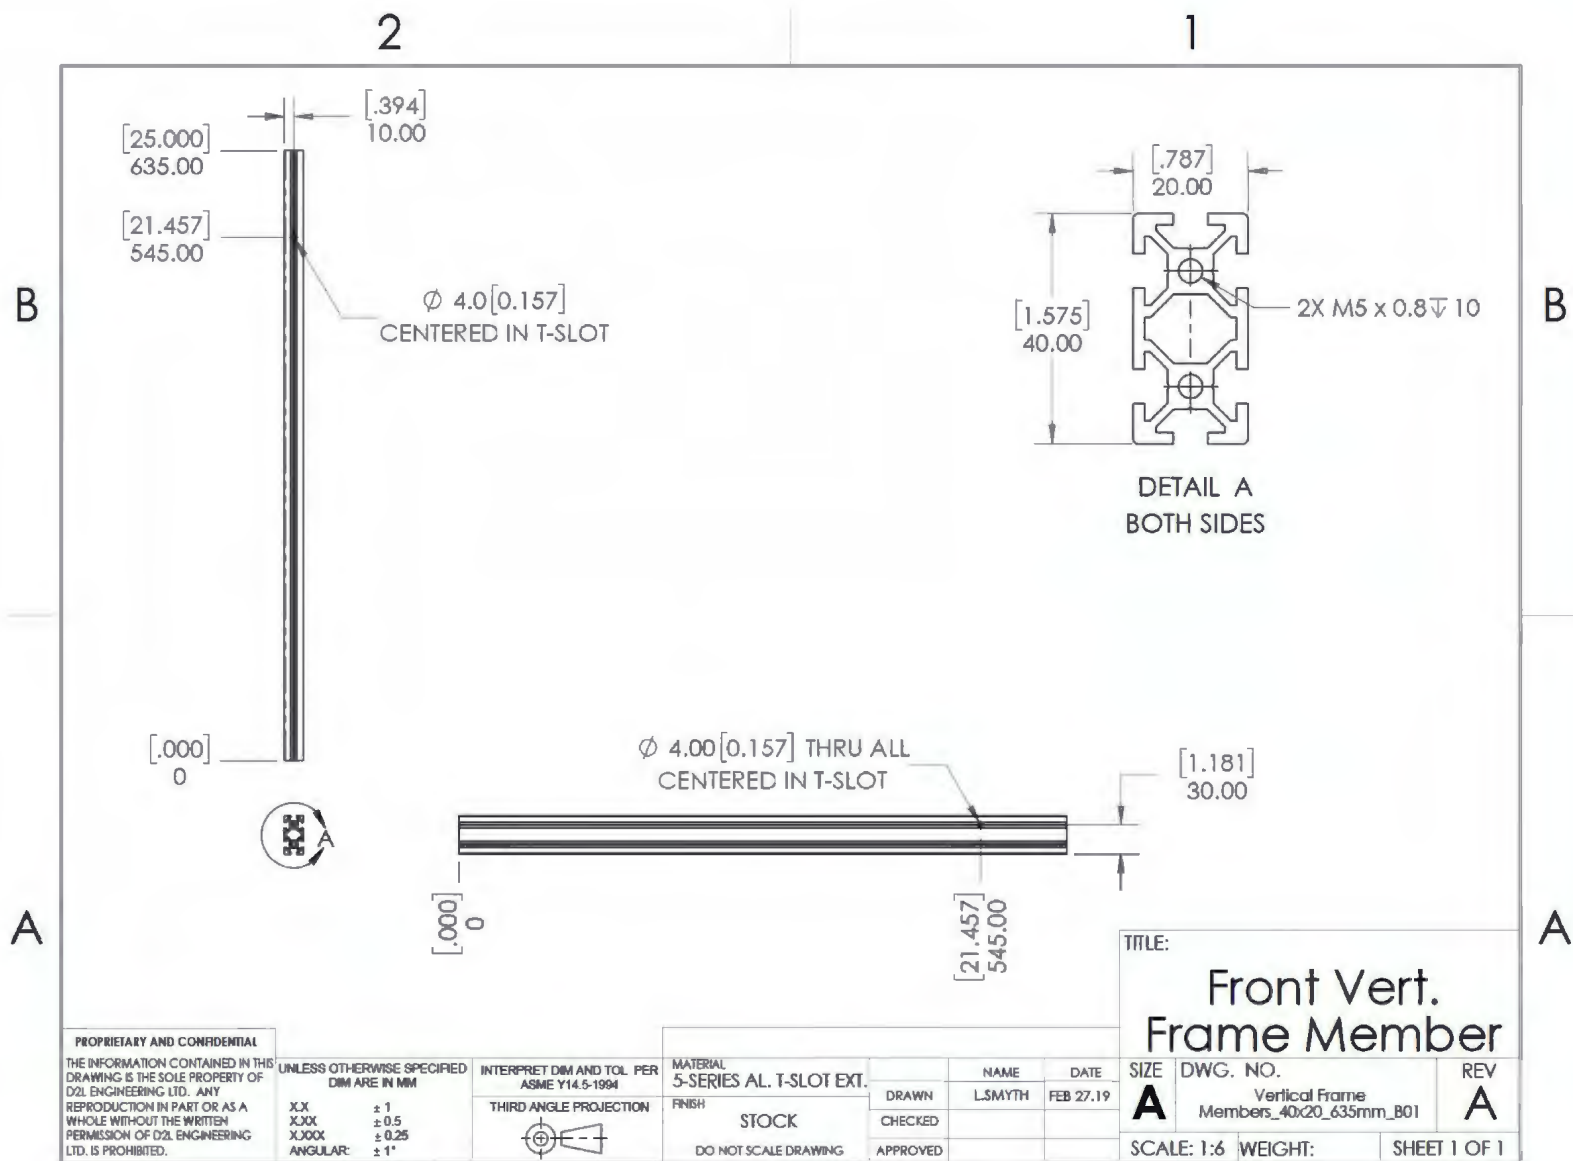 2
1
B
B
A
A
[.394]
10.00
[25.000]
635.00
[21.457]
545.00
∅ 4.0[0.157]
CENTERED IN T-SLOT
[.000]
0
[.787]
20.00
[1.575]
40.00
2X M5 x 0.8↧10
DETAIL A
BOTH SIDES
A
∅ 4.00[0.157] THRU ALL
CENTERED IN T-SLOT
[1.181]
30.00
[.000]
0
[21.457]
545.00
TITLE:
Front Vert.
Frame Member
PROPRIETARY AND CONFIDENTIAL
THE INFORMATION CONTAINED IN THIS
DRAWING IS THE SOLE PROPERTY OF
D2L ENGINEERING LTD. ANY
REPRODUCTION IN PART OR AS A
WHOLE WITHOUT THE WRITTEN
PERMISSION OF D2L ENGINEERING
LTD. IS PROHIBITED.
UNLESS OTHERWISE SPECIFIED
DIM ARE IN MM
X.X ± 1
X.XX ± 0.5
X.XXX ± 0.25
ANGULAR: ± 1°
INTERPRET DIM AND TOL PER
ASME Y14.5-1994
THIRD ANGLE PROJECTION
MATERIAL
5-SERIES AL. T-SLOT EXT.
FINISH
STOCK
DO NOT SCALE DRAWING
NAME DATE
DRAWN L.SMYTH FEB 27.19
CHECKED
APPROVED
SIZE
A
DWG. NO.
Vertical Frame
Members_40x20_635mm_B01
REV
A
SCALE: 1:6 WEIGHT: SHEET 1 OF 1